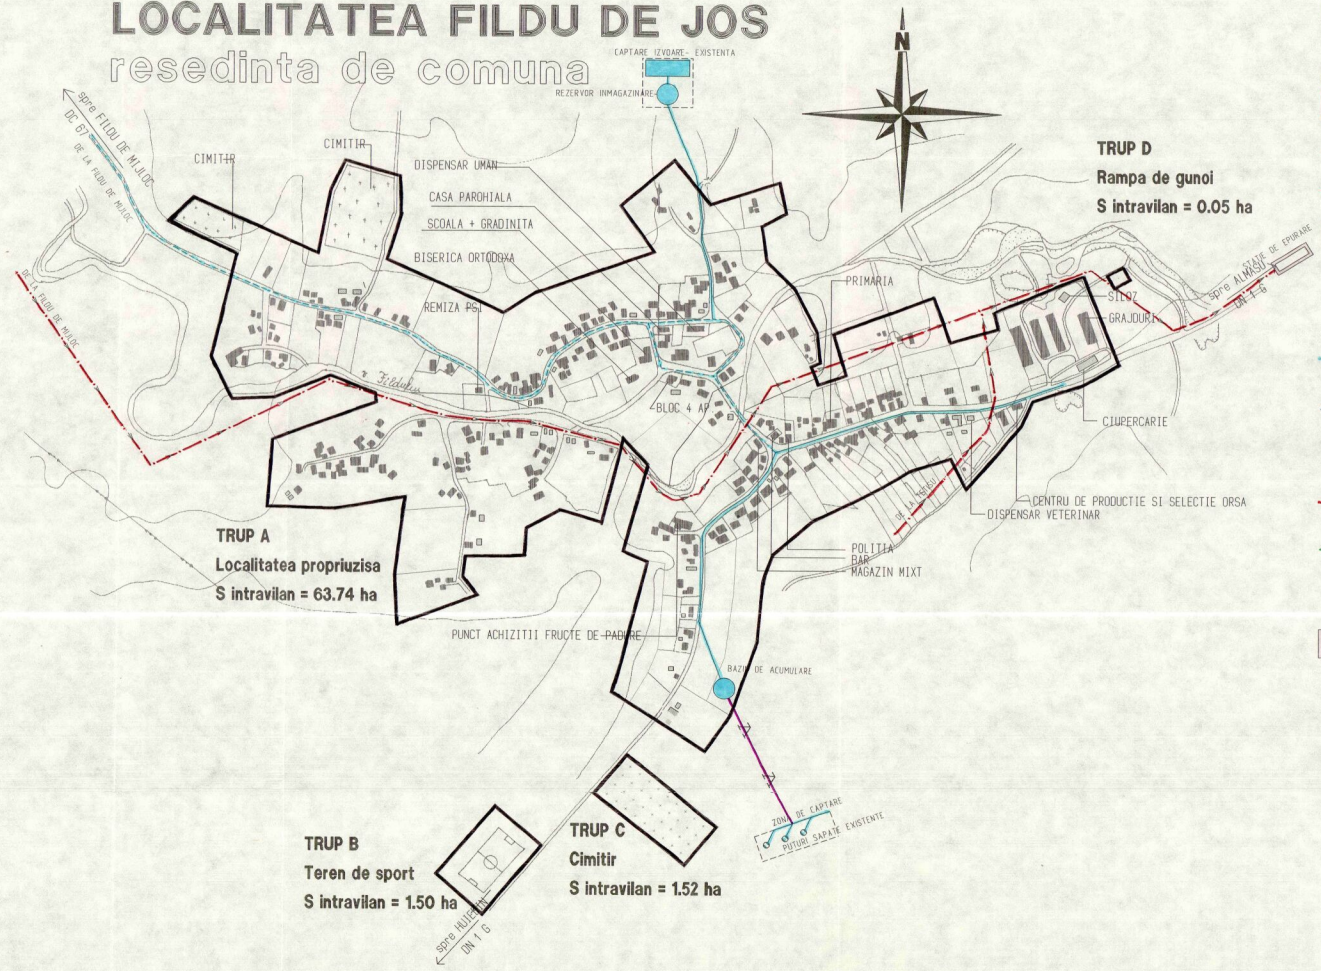 LOCALITATEA FILDU DE JOS
resedinta de comuna
CAPTARE IZVOARE- EXISTENTA
REZERVOR INMAGAZINARE
N
spre FILDU DE MIJLOC
DC 67
DE LA FILDU DE MIJLOC
CIMITIR
CIMITIR
DISPENSAR UMAN
CASA PAROHIALA
SCOALA + GRADINITA
BISERICA ORTODOXA
REMIZA PSI
TRUP D
Rampa de gunoi
S intravilan = 0.05 ha
STATIE DE EPURARE
spre ALMASU
DN 1 G
PRIMARIA
SILOZ
GRAJDURI
DE LA FILDU DE MIJLOC
BLOC 4 AP
CIUPERCARIE
CENTRU DE PRODUCTIE SI SELECTIE ORSA
DISPENSAR VETERINAR
DE LA
POLITIA
BAR
MAGAZIN MIXT
TRUP A
Localitatea propriuzisa
S intravilan = 63.74 ha
PUNCT ACHIZITII FRUCTE DE PADURE
BAZIN DE ACUMULARE
ZONA DE CAPTARE
PUTURI SAPATE EXISTENTE
TRUP B
Teren de sport
S intravilan = 1.50 ha
TRUP C
Cimitir
S intravilan = 1.52 ha
spre HUIEDIN
DN 1 G